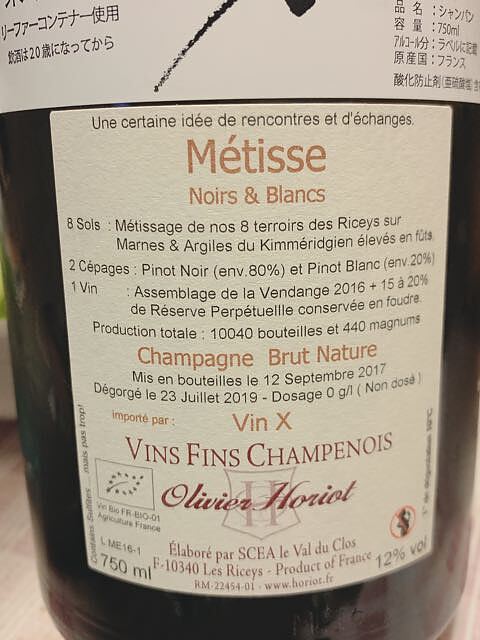 リーファーコンテナー使用
飲酒は20歳になってから
品 名：シャンパン
容 量：750ml
アルコール分：ラベルに記載
原産国：フランス
酸化防止剤(亜硫酸塩)含
Une certaine idée de rencontres et d'échanges.
Métisse
Noirs & Blancs
8 Sols : Métissage de nos 8 terroirs des Riceys sur
Marnes & Argiles du Kimméridgien élevés en fûts.
2 Cépages : Pinot Noir (env.80%) et Pinot Blanc (env.20%)
1 Vin : Assemblage de la Vendange 2016 + 15 à 20%
de Réserve Perpétuellle conservée en foudre.
Production totale : 10040 bouteilles et 440 magnums
Champagne Brut Nature
Mis en bouteilles le 12 Septembre 2017
Dégorgé le 23 Juillet 2019 - Dosage 0 g/l ( Non dosé )
importé par : Vin X
VINS FINS CHAMPENOIS
Olivier Horiot
H
Contains Sulfites ... mais pas trop!
Vin Bio FR-BIO-01
Agriculture France
L ME16-1
750 ml
Élaboré par SCEA le Val du Clos
F-10340 Les Riceys - Product of France
RM-22454-01 - www.horiot.fr
12% vol
T° de dégustation